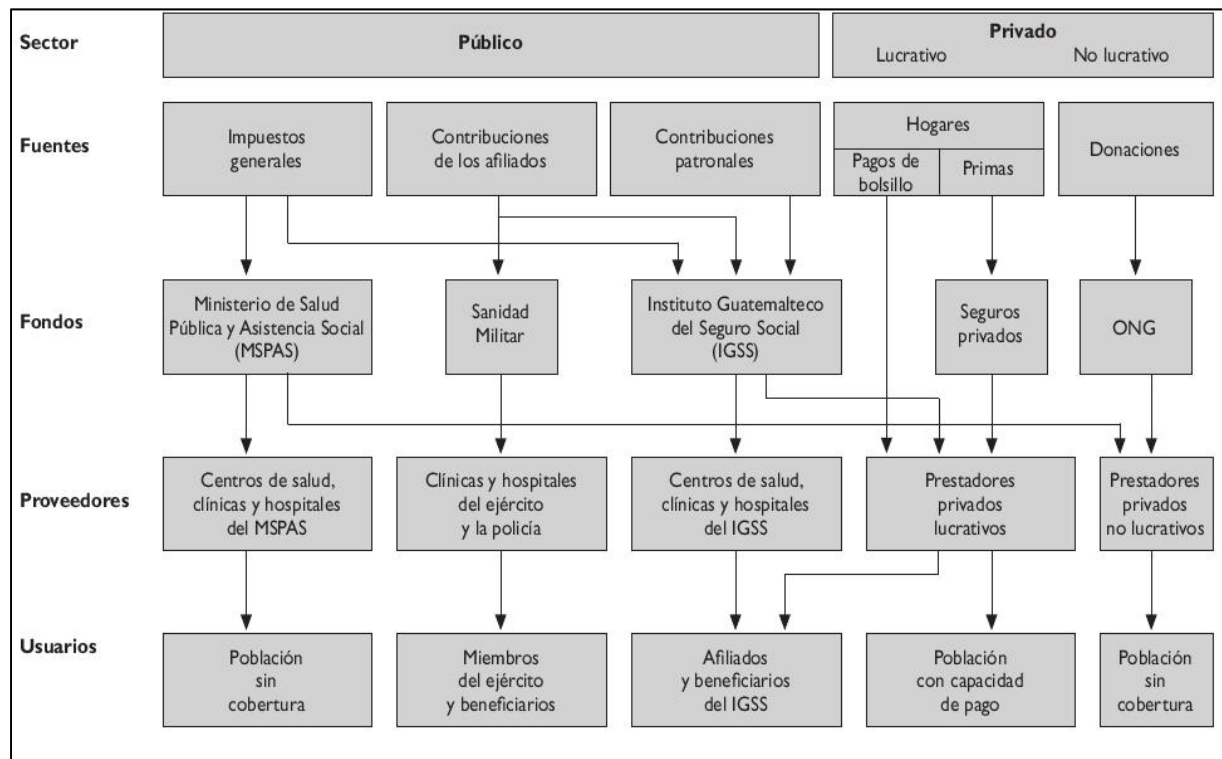 Sector
Público
Privado
Lucrativo
No lucrativo
Fuentes
Impuestos
generales
Contribuciones
de los afiliados
Contribuciones
patronales
Hogares
Pagos de
bolsillo
Primas
Donaciones
Fondos
Ministerio de Salud
Pública y Asistencia Social
(MSPAS)
Sanidad
Militar
Instituto Guatemalteco
del Seguro Social
(IGSS)
Seguros
privados
ONG
Proveedores
Centros de salud,
clínicas y hospitales
del MSPAS
Clínicas y hospitales
del ejército
y la policía
Centros de salud,
clínicas y hospitales
del IGSS
Prestadores
privados
lucrativos
Prestadores
privados
no lucrativos
Usuarios
Población
sin
cobertura
Miembros
del ejército
y beneficiarios
Afiliados
y beneficiarios
del IGSS
Población
con capacidad
de pago
Población
sin
cobertura